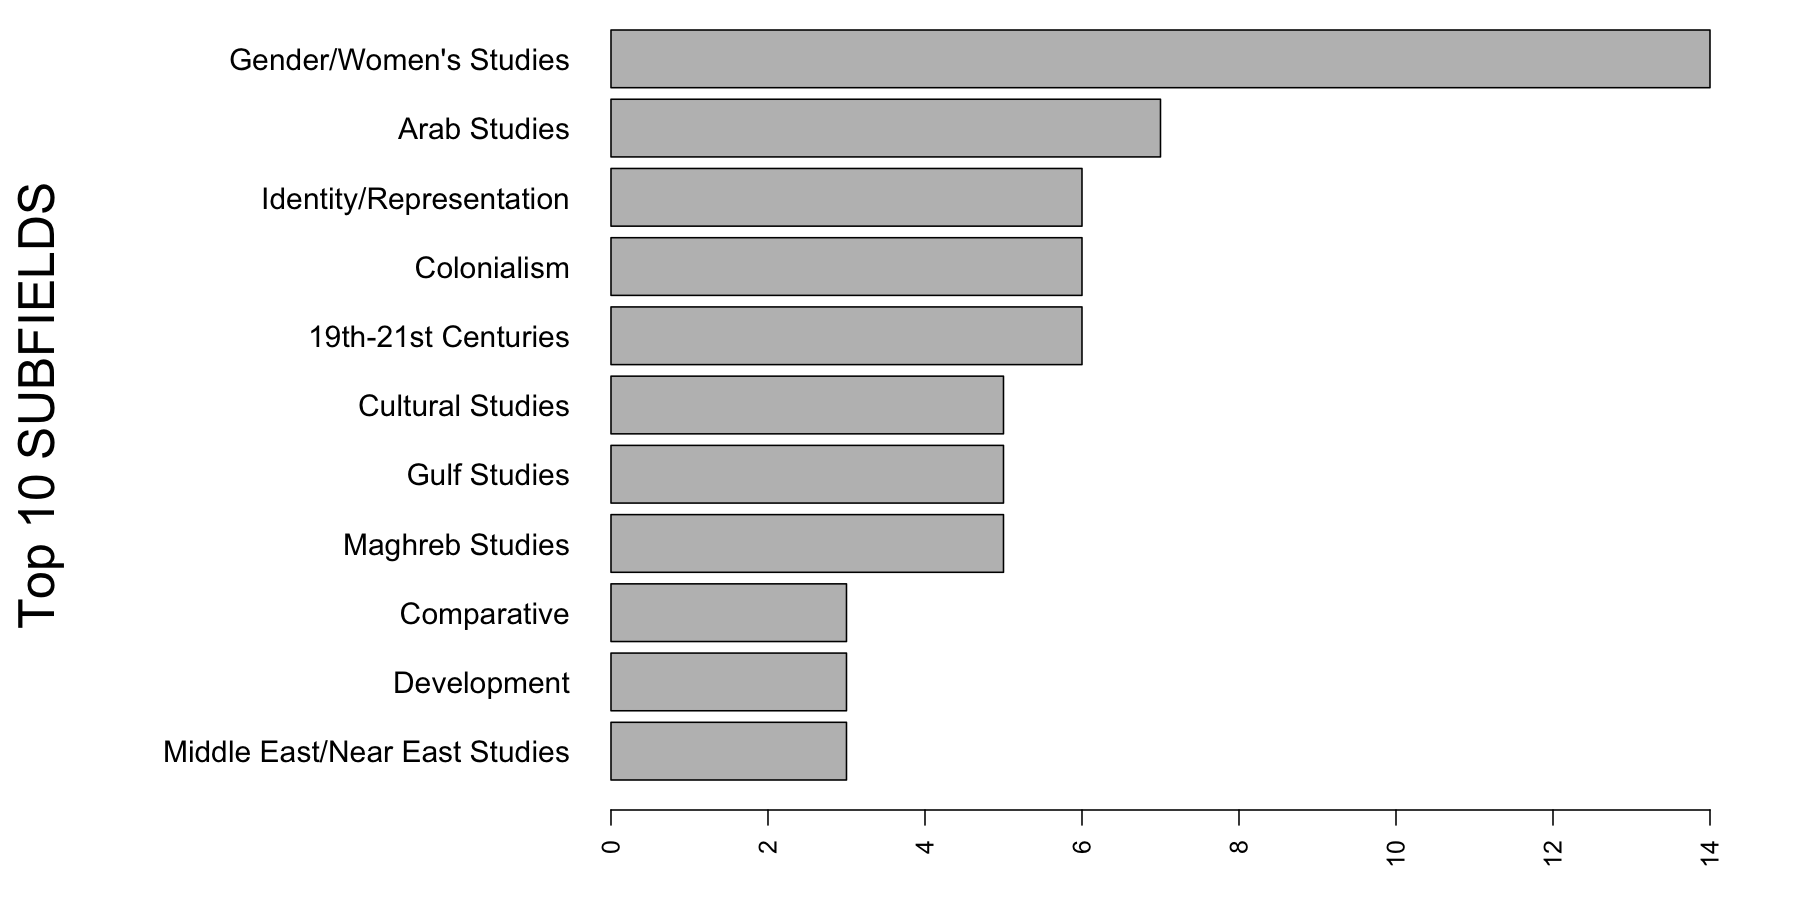 Top 10 SUBFIELDS
Gender/Women's Studies
Arab Studies
Identity/Representation
Colonialism
19th-21st Centuries
Cultural Studies
Gulf Studies
Maghreb Studies
Comparative
Development
Middle East/Near East Studies
0 2 4 6 8 10 12 14